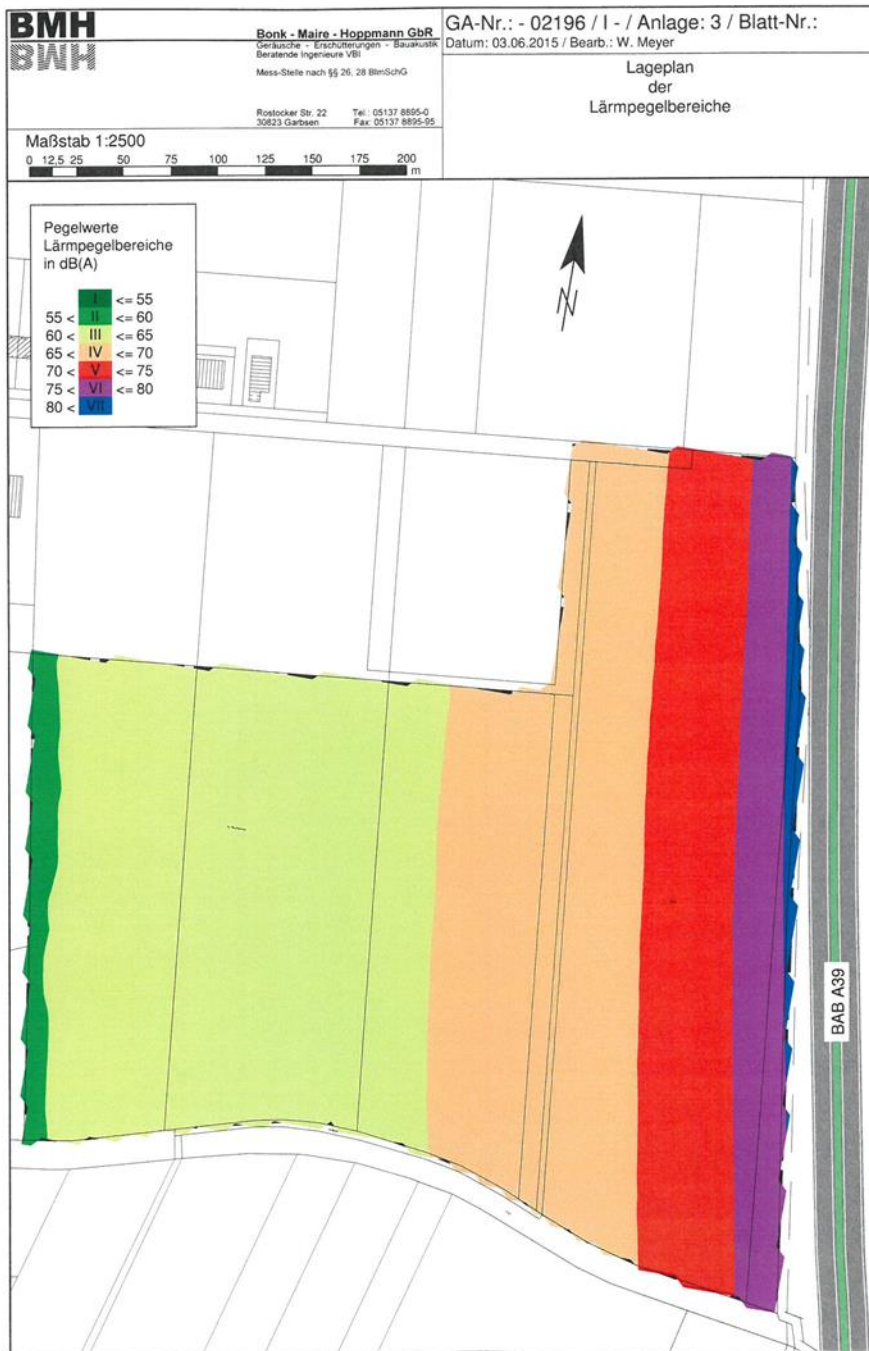 BMH
Bonk - Maire - Hoppmann GbR
Geräusche - Erschütterungen - Bauakustik
Beratende Ingenieure VBI
Mess-Stelle nach §§ 26, 28 BImSchG
Rostocker Str. 22 Tel.: 05137 8895-0
30823 Garbsen Fax: 05137 8895-95
GA-Nr.: - 02196 / I - / Anlage: 3 / Blatt-Nr.:
Datum: 03.06.2015 / Bearb.: W. Meyer
Lageplan
der
Lärmpegelbereiche
Maßstab 1:2500
0 12,5 25 50 75 100 125 150 175 200
m
Pegelwerte
Lärmpegelbereiche
in dB(A)
I <= 55
55 < II <= 60
60 < III <= 65
65 < IV <= 70
70 < V <= 75
75 < VI <= 80
80 < VII
N
BAB A39